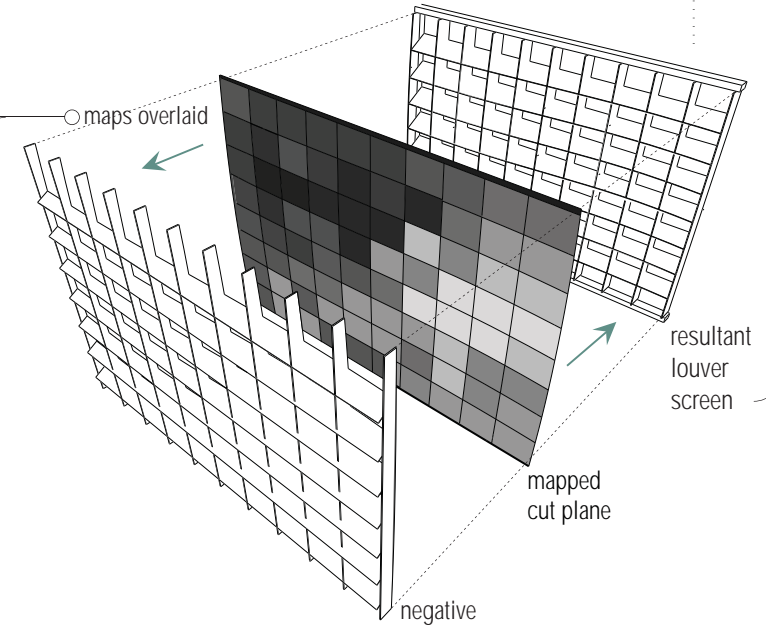 maps overlaid
resultant
louver
screen
mapped
cut plane
negative